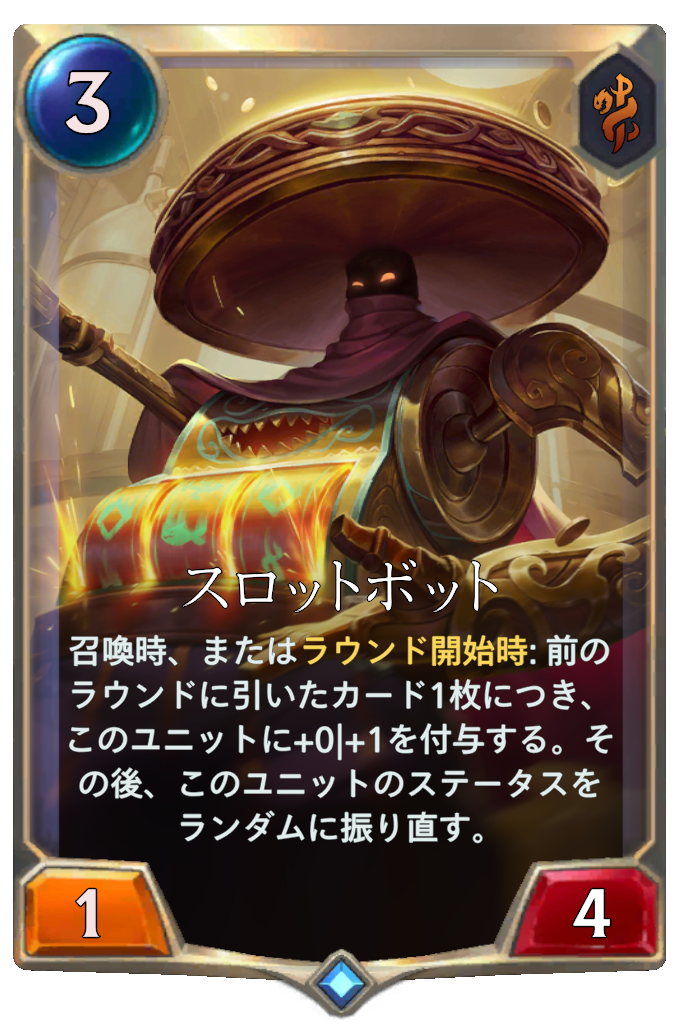 3
スロットボット
召喚時、またはラウンド開始時: 前の
ラウンドに引いたカード1枚につき、
このユニットに+0|+1を付与する。そ
の後、このユニットのステータスを
ランダムに振り直す。
1
4